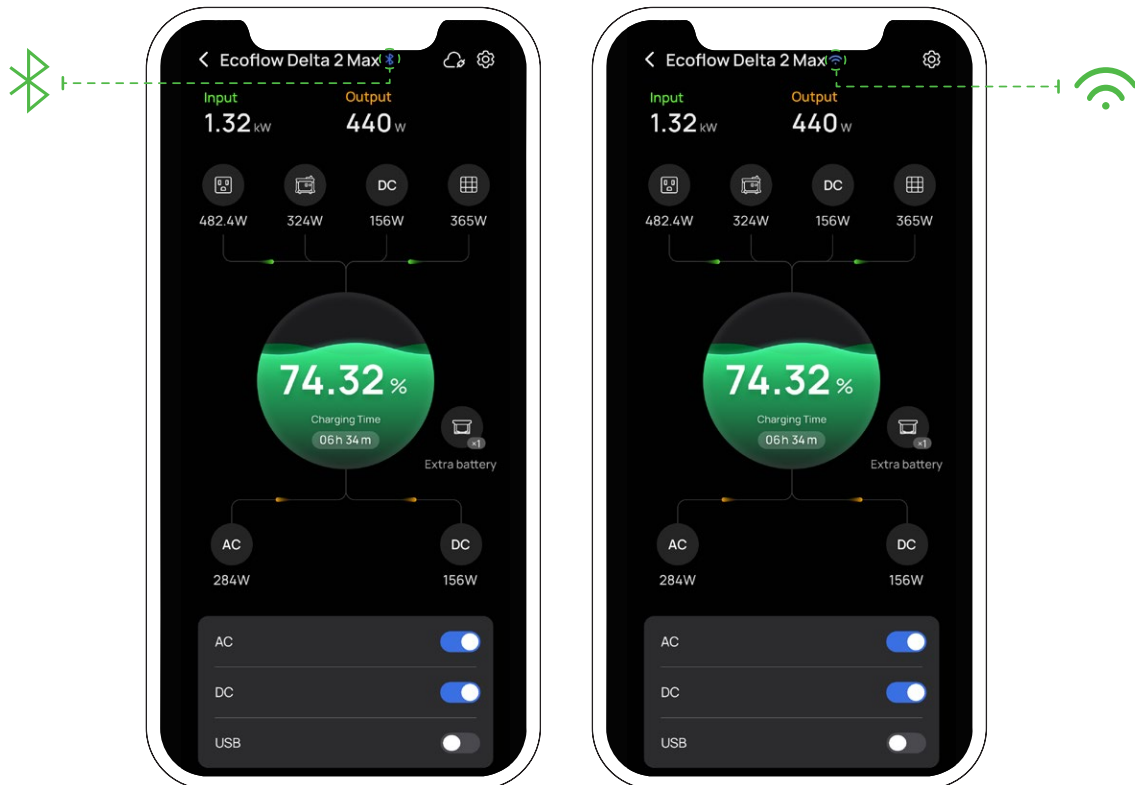 Ecoflow Delta 2 Max
Input
Output
1.32 kW
440 W
DC
482.4W
324W
156W
365W
74.32 %
Charging Time
06h 34m
×1
Extra battery
AC
DC
284W
156W
AC
DC
USB
Ecoflow Delta 2 Max
Input
Output
1.32 kW
440 W
DC
482.4W
324W
156W
365W
74.32 %
Charging Time
06h 34m
×1
Extra battery
AC
DC
284W
156W
AC
DC
USB